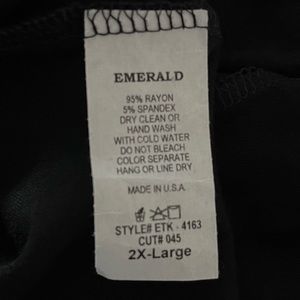 EMERALD
95% RAYON
5% SPANDEX
DRY CLEAN OR
HAND WASH
WITH COLD WATER
DO NOT BLEACH
COLOR SEPARATE
HANG OR LINE DRY
MADE IN U.S.A.
STYLE# ETK - 4163
CUT# 045
2X-Large